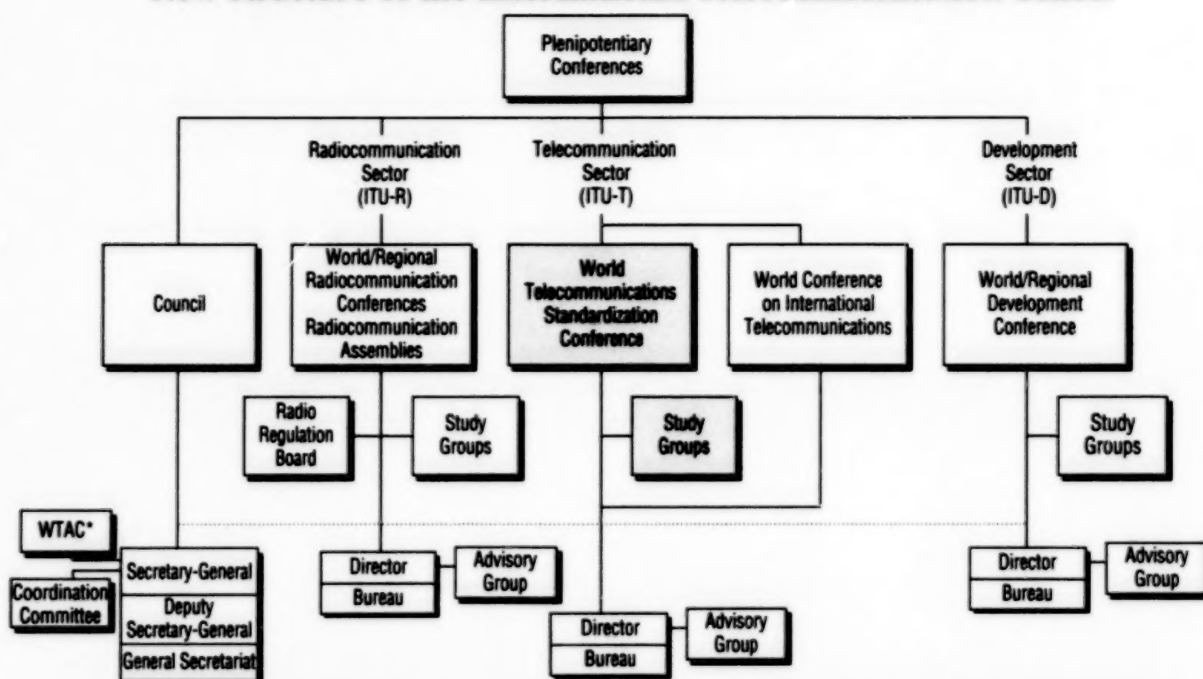 Plenipotentiary
Conferences
Radiocommunication
Sector
(ITU-R)
Telecommunication
Sector
(ITU-T)
Development
Sector
(ITU-D)
Council
World/Regional
Radiocommunication
Conferences
Radiocommunication
Assemblies
World
Telecommunications
Standardization
Conference
World Conference
on International
Telecommunications
World/Regional
Development
Conference
Radio
Regulation
Board
Study
Groups
Study
Groups
Study
Groups
WTAC*
Coordination
Committee
Secretary-General
Deputy
Secretary-General
General Secretariat
Director
Bureau
Advisory
Group
Director
Bureau
Advisory
Group
Director
Bureau
Advisory
Group